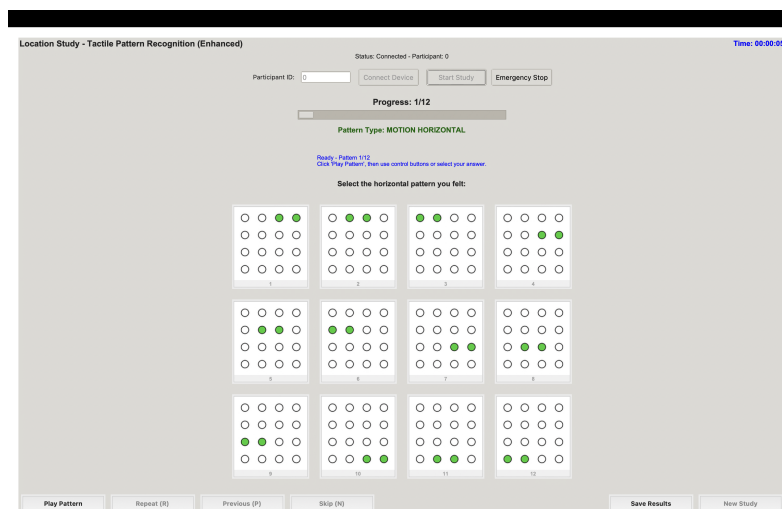 Location Study - Tactile Pattern Recognition (Enhanced)
Time: 00:00:05
Status: Connected - Participant: 0
Participant ID: 0 Connect Device Start Study Emergency Stop
Progress: 1/12
Pattern Type: MOTION HORIZONTAL
Ready - Pattern 1/12
Click 'Play Pattern', then use control buttons or select your answer.
Select the horizontal pattern you felt:
1 2 3 4
5 6 7 8
9 10 11 12
Play Pattern Repeat (R) Previous (P) Skip (N) Save Results New Study